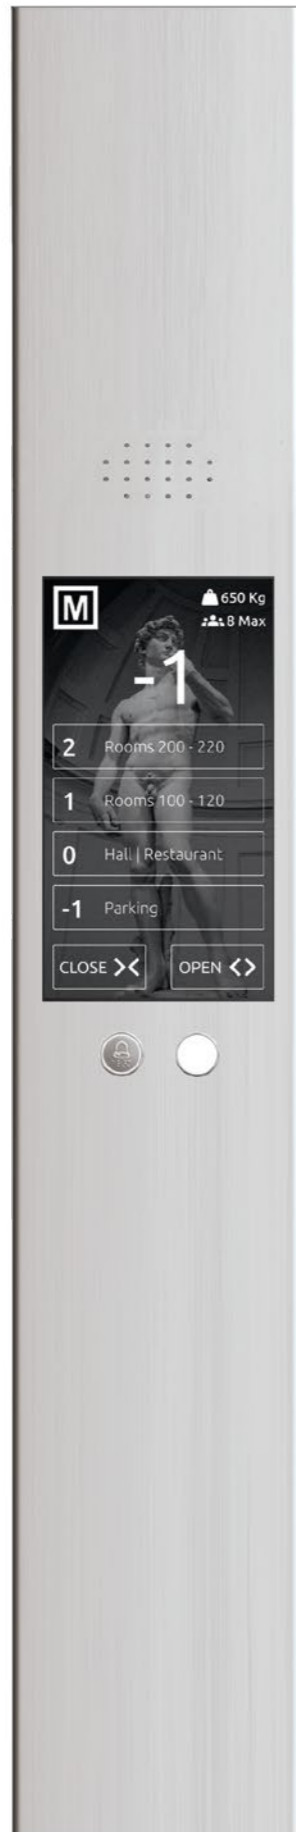 M
650 Kg
8 Max
-1
2 Rooms 200 - 220
1 Rooms 100 - 120
0 Hall | Restaurant
-1 Parking
CLOSE
OPEN